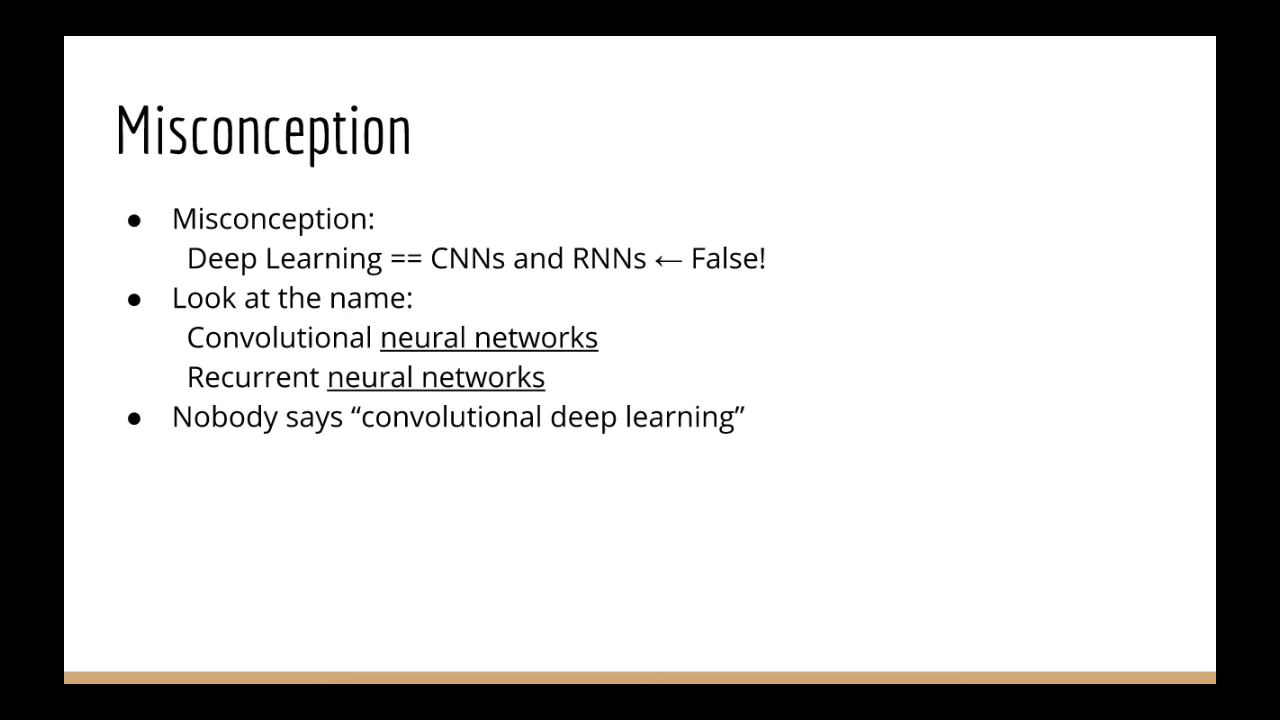 Misconception
● Misconception:
Deep Learning == CNNs and RNNs ← False!
● Look at the name:
Convolutional neural networks
Recurrent neural networks
● Nobody says “convolutional deep learning”